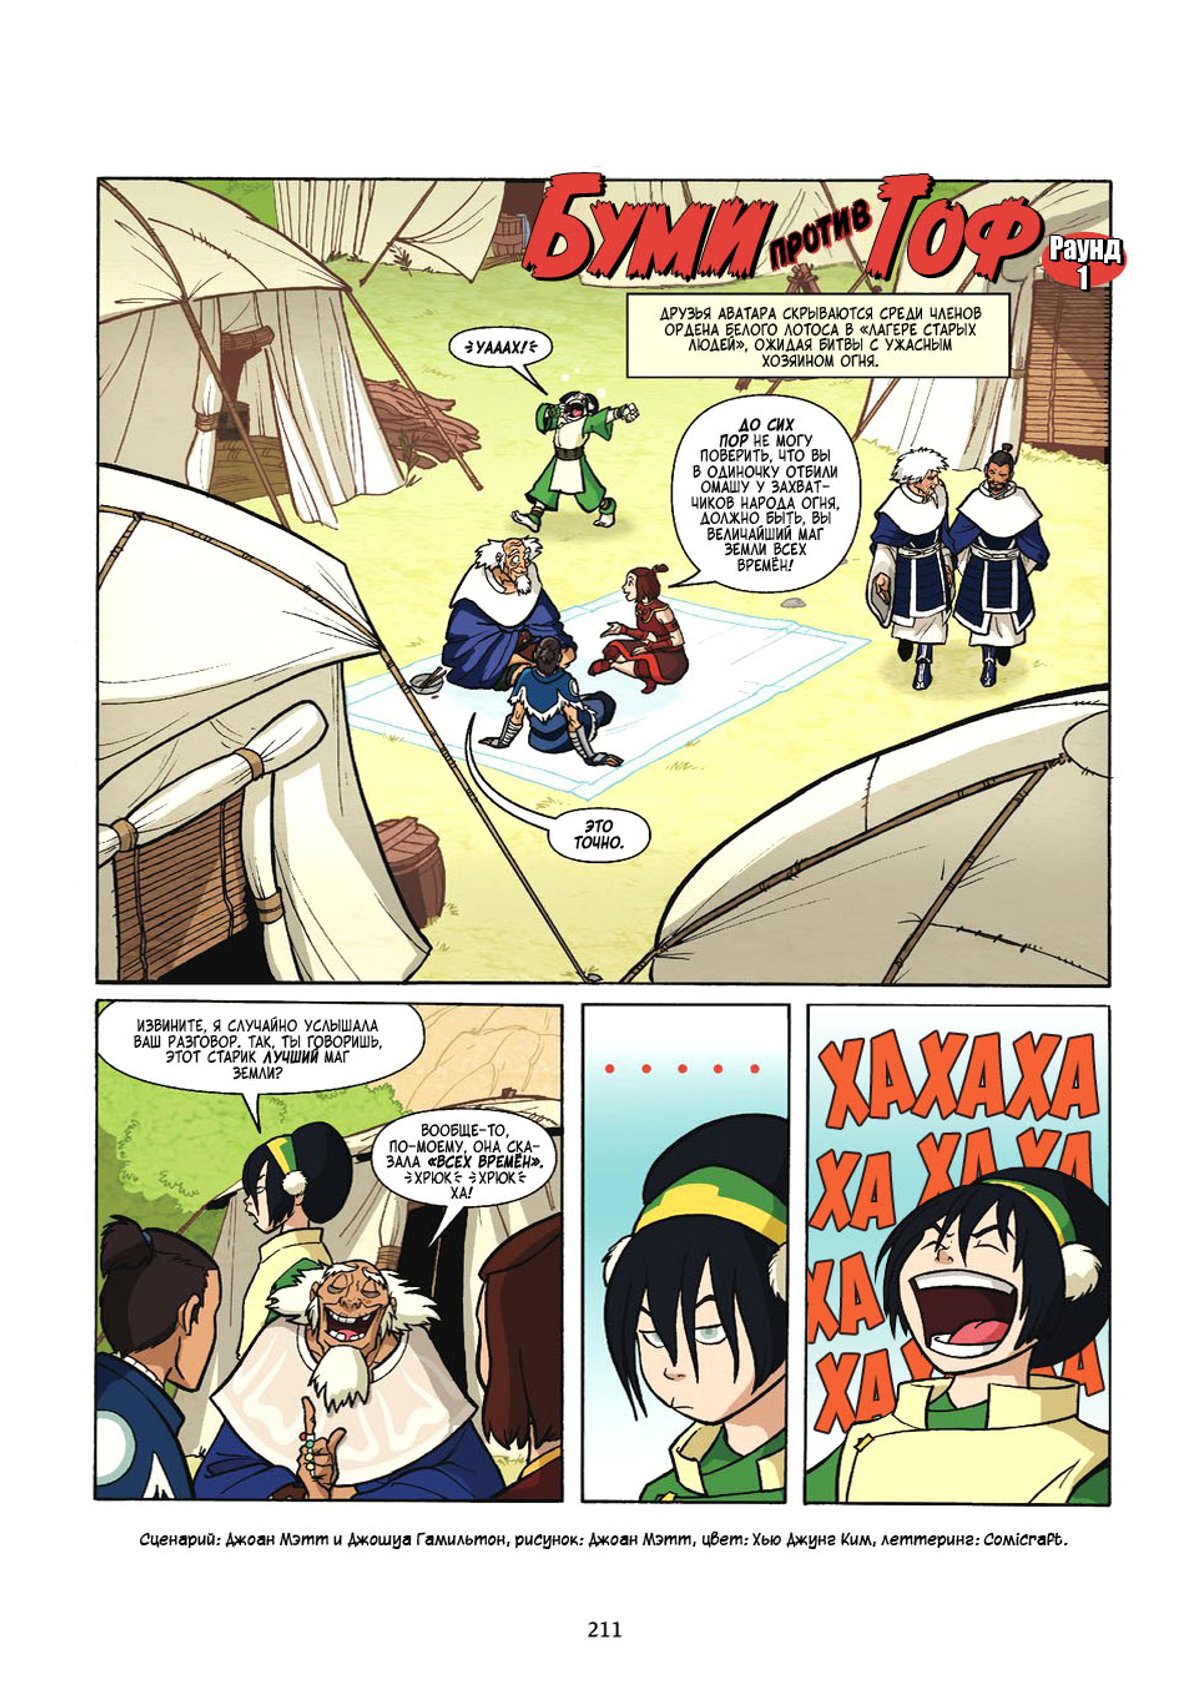 Буми против Тоф
Раунд
1
ДРУЗЬЯ АВАТАРА СКРЫВАЮТСЯ СРЕДИ ЧЛЕНОВ
ОРДЕНА БЕЛОГО ЛОТОСА В «ЛАГЕРЕ СТАРЫХ
ЛЮДЕЙ», ОЖИДАЯ БИТВЫ С УЖАСНЫМ
ХОЗЯИНОМ ОГНЯ.
УАААХ!
ДО СИХ
ПОР НЕ МОГУ
ПОВЕРИТЬ, ЧТО ВЫ
В ОДИНОЧКУ ОТБИЛИ
ОМАШУ У ЗАХВАТ-
ЧИКОВ НАРОДА ОГНЯ,
ДОЛЖНО БЫТЬ, ВЫ
ВЕЛИЧАЙШИЙ МАГ
ЗЕМЛИ ВСЕХ
ВРЕМЁН!
ЭТО
ТОЧНО.
ИЗВИНИТЕ, Я СЛУЧАЙНО УСЛЫШАЛА
ВАШ РАЗГОВОР. ТАК, ТЫ ГОВОРИШЬ,
ЭТОТ СТАРИК ЛУЧШИЙ МАГ
ЗЕМЛИ?
ВООБЩЕ-ТО,
ПО-МОЕМУ, ОНА СКА-
ЗАЛА «ВСЕХ ВРЕМЁН».
ХРЮК ХРЮК
ХА!
. . . . .
ХАХАХА
ХА ХА ХА
ХА
ХА ХА
Сценарий: Джоан Мэтт и Джошуа Гамильтон, рисунок: Джоан Мэтт, цвет: Хью Джунг Ким, леттеринг: Comicraft.
211